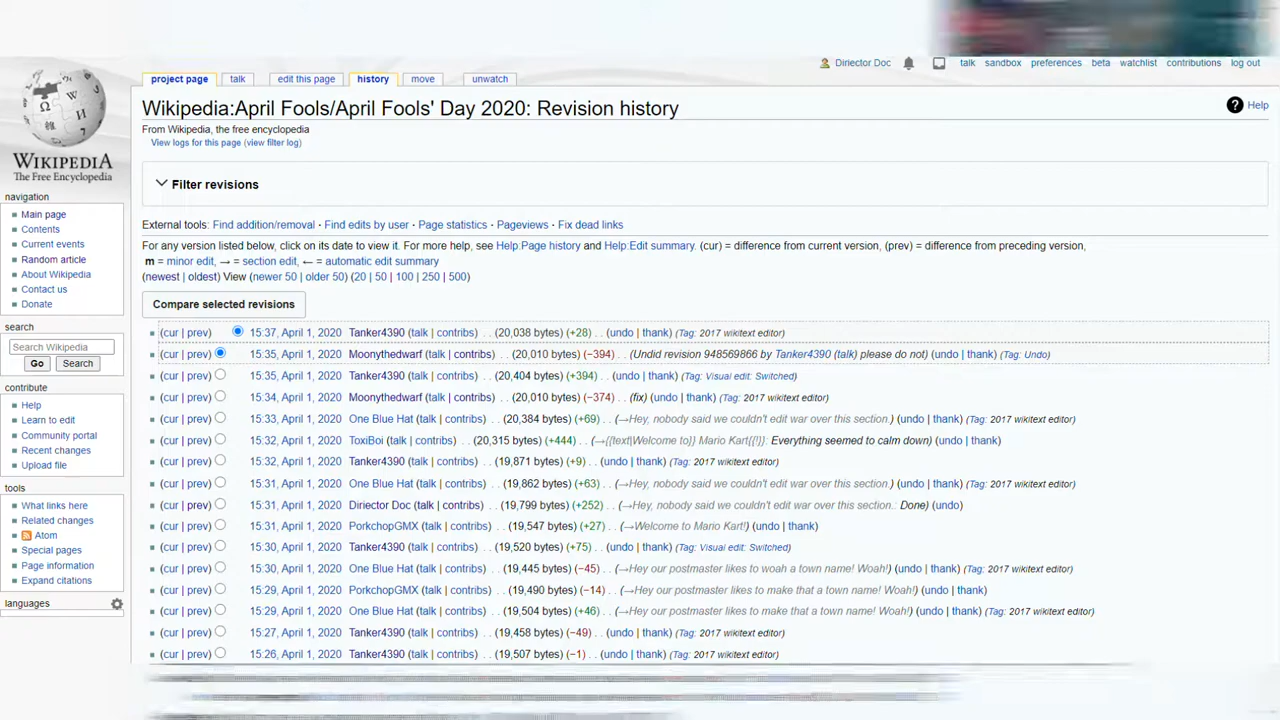 Diriector Doc talk sandbox preferences beta watchlist contributions log out
project page talk edit this page history move unwatch
Wikipedia:April Fools/April Fools' Day 2020: Revision history
Help
From Wikipedia, the free encyclopedia
View logs for this page (view filter log)
WIKIPEDIA
The Free Encyclopedia
navigation
Main page
Contents
Current events
Random article
About Wikipedia
Contact us
Donate
search
Search Wikipedia
Go Search
contribute
Help
Learn to edit
Community portal
Recent changes
Upload file
tools
What links here
Related changes
Atom
Special pages
Page information
Expand citations
languages
Filter revisions
External tools: Find addition/removal · Find edits by user · Page statistics · Pageviews · Fix dead links
For any version listed below, click on its date to view it. For more help, see Help:Page history and Help:Edit summary. (cur) = difference from current version, (prev) = difference from preceding version,
m = minor edit, → = section edit, ← = automatic edit summary
(newest | oldest) View (newer 50 | older 50) (20 | 50 | 100 | 250 | 500)
Compare selected revisions
(cur | prev) 15:37, April 1, 2020 Tanker4390 (talk | contribs) . . (20,038 bytes) (+28) . . (undo | thank) (Tag: 2017 wikitext editor)
(cur | prev) 15:35, April 1, 2020 Moonythedwarf (talk | contribs) . . (20,010 bytes) (−394) . . (Undid revision 948569866 by Tanker4390 (talk) please do not) (undo | thank) (Tag: Undo)
(cur | prev) 15:35, April 1, 2020 Tanker4390 (talk | contribs) . . (20,404 bytes) (+394) . . (undo | thank) (Tag: Visual edit: Switched)
(cur | prev) 15:34, April 1, 2020 Moonythedwarf (talk | contribs) . . (20,010 bytes) (−374) . . (fix) (undo | thank) (Tag: 2017 wikitext editor)
(cur | prev) 15:33, April 1, 2020 One Blue Hat (talk | contribs) . . (20,384 bytes) (+69) . . (→Hey, nobody said we couldn't edit war over this section.) (undo | thank) (Tag: 2017 wikitext editor)
(cur | prev) 15:32, April 1, 2020 ToxiBoi (talk | contribs) . . (20,315 bytes) (+444) . . (→{{text|Welcome to}} Mario Kart{{!}}: Everything seemed to calm down) (undo | thank)
(cur | prev) 15:32, April 1, 2020 Tanker4390 (talk | contribs) . . (19,871 bytes) (+9) . . (undo | thank) (Tag: 2017 wikitext editor)
(cur | prev) 15:31, April 1, 2020 One Blue Hat (talk | contribs) . . (19,862 bytes) (+63) . . (→Hey, nobody said we couldn't edit war over this section.) (undo | thank) (Tag: 2017 wikitext editor)
(cur | prev) 15:31, April 1, 2020 Diriector Doc (talk | contribs) . . (19,799 bytes) (+252) . . (→Hey, nobody said we couldn't edit war over this section.: Done) (undo)
(cur | prev) 15:31, April 1, 2020 PorkchopGMX (talk | contribs) . . (19,547 bytes) (+27) . . (→Welcome to Mario Kart!) (undo | thank)
(cur | prev) 15:30, April 1, 2020 Tanker4390 (talk | contribs) . . (19,520 bytes) (+75) . . (undo | thank) (Tag: Visual edit: Switched)
(cur | prev) 15:30, April 1, 2020 One Blue Hat (talk | contribs) . . (19,445 bytes) (−45) . . (→Hey our postmaster likes to woah a town name! Woah!) (undo | thank) (Tag: 2017 wikitext editor)
(cur | prev) 15:29, April 1, 2020 PorkchopGMX (talk | contribs) . . (19,490 bytes) (−14) . . (→Hey our postmaster likes to make that a town name! Woah!) (undo | thank)
(cur | prev) 15:29, April 1, 2020 One Blue Hat (talk | contribs) . . (19,504 bytes) (+46) . . (→Hey our postmaster likes to make that a town name! Woah!) (undo | thank) (Tag: 2017 wikitext editor)
(cur | prev) 15:27, April 1, 2020 Tanker4390 (talk | contribs) . . (19,458 bytes) (−49) . . (undo | thank) (Tag: 2017 wikitext editor)
(cur | prev) 15:26, April 1, 2020 Tanker4390 (talk | contribs) . . (19,507 bytes) (−1) . . (undo | thank) (Tag: 2017 wikitext editor)